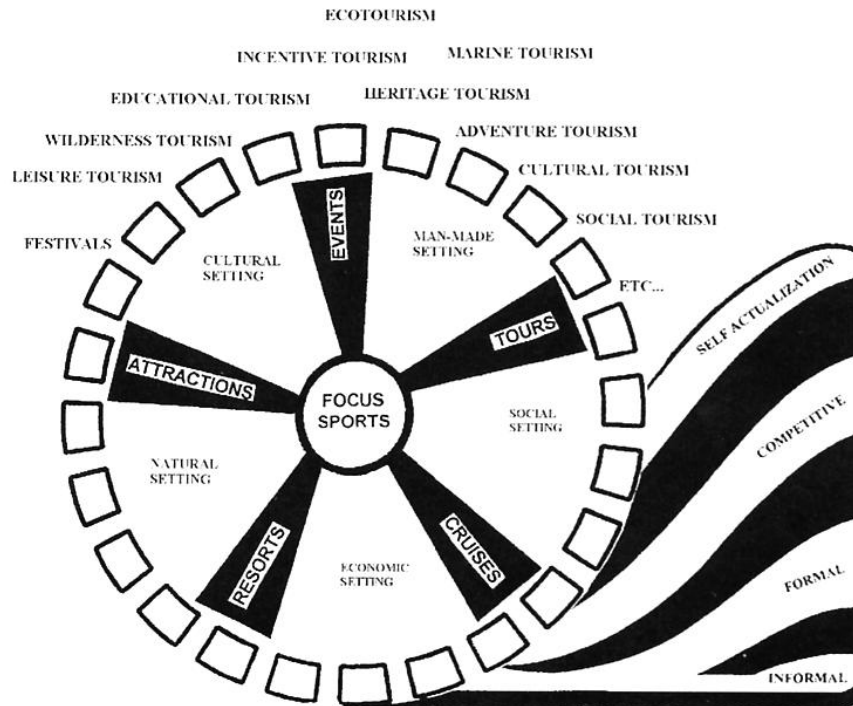 ECOTOURISM
INCENTIVE TOURISM
MARINE TOURISM
EDUCATIONAL TOURISM
HERITAGE TOURISM
WILDERNESS TOURISM
ADVENTURE TOURISM
LEISURE TOURISM
CULTURAL TOURISM
FESTIVALS
SOCIAL TOURISM
ETC...
EVENTS
CULTURAL
SETTING
MAN-MADE
SETTING
TOURS
ATTRACTIONS
FOCUS
SPORTS
SOCIAL
SETTING
NATURAL
SETTING
RESORTS
CRUISES
ECONOMIC
SETTING
SELF ACTUALIZATION
COMPETITIVE
FORMAL
INFORMAL